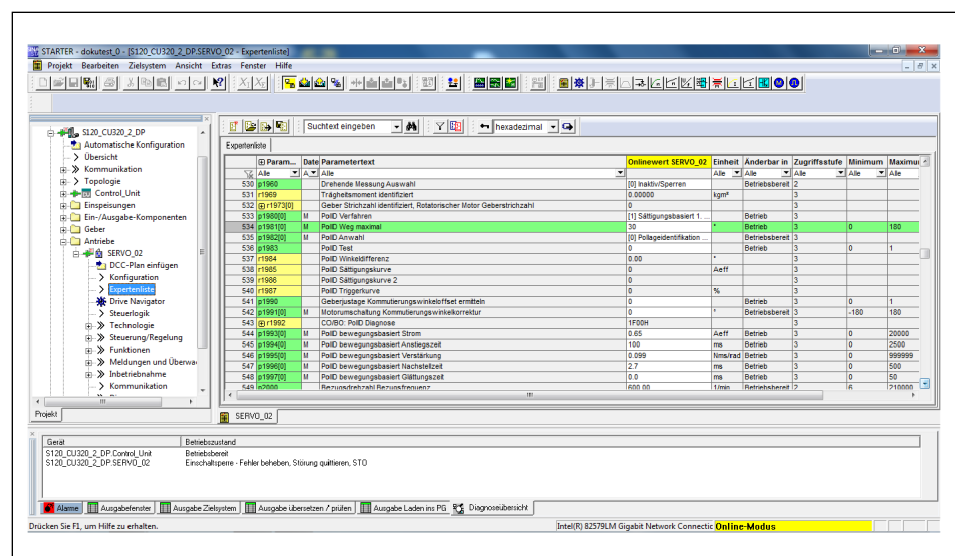 STARTER - dokutest_0 - [S120_CU320_2_DP.SERVO_02 - Expertenliste]
Projekt Bearbeiten Zielsystem Ansicht Extras Fenster Hilfe
Suchtext eingeben
hexadezimal
S120_CU320_2_DP
Automatische Konfiguration
Übersicht
Kommunikation
Topologie
Control_Unit
Einspeisungen
Ein-/Ausgabe-Komponenten
Geber
Antriebe
SERVO_02
DCC-Plan einfügen
Konfiguration
Expertenliste
Drive Navigator
Steuerlogik
Technologie
Steuerung/Regelung
Funktionen
Meldungen und Überwa
Inbetriebnahme
Kommunikation
Projekt
Expertenliste
Param... Date Parametertext Onlinewert SERVO_02 Einheit Änderbar in Zugriffsstufe Minimum Maximu
Alle A Alle Alle Alle Alle Alle Alle
530 p1960 Drehende Messung Auswahl [0] Inaktiv/Sperren Betriebsbereit 2
531 r1969 Trägheitsmoment identifiziert 0.00000 kgm² 3
532 r1973[0] Geber Strichzahl identifiziert, Rotatorischer Motor Geberstrichzahl 0 3
533 p1980[0] M PolID Verfahren [1] Sättigungsbasiert 1. ... Betrieb 3
534 p1981[0] M PolID Weg maximal 30 ° Betrieb 3 0 180
535 p1982[0] M PolID Anwahl [0] Pollageidentifikation ... Betriebsbereit 3
536 p1983 PolID Test 0 Betrieb 3 0 1
537 r1984 PolID Winkeldifferenz 0.00 ° 3
538 r1985 PolID Sättigungskurve 0 Aeff 3
539 r1986 PolID Sättigungskurve 2 0 3
540 r1987 PolID Triggerkurve 0 % 3
541 p1990 Geberjustage Kommutierungswinkeloffset ermitteln 0 Betrieb 3 0 1
542 p1991[0] M Motorumschaltung Kommutierungswinkelkorrektur 0 ° Betriebsbereit 3 -180 180
543 r1992 CO/BO: PolID Diagnose 1F00H 3
544 p1993[0] M PolID bewegungsbasiert Strom 0.65 Aeff Betrieb 3 0 20000
545 p1994[0] M PolID bewegungsbasiert Anstiegszeit 100 ms Betrieb 3 0 2500
546 p1995[0] M PolID bewegungsbasiert Verstärkung 0.099 Nms/rad Betrieb 3 0 999999
547 p1996[0] M PolID bewegungsbasiert Nachstellzeit 2.7 ms Betrieb 3 0 500
548 p1997[0] M PolID bewegungsbasiert Glättungszeit 0.0 ms Betrieb 3 0 50
549 p2000 Bezugsdrehzahl Bezugsfrequenz 600.00 1/min Betriebsbereit 2 6 210000
SERVO_02
Gerät Betriebszustand
S120_CU320_2_DP.Control_Unit Betriebsbereit
S120_CU320_2_DP.SERVO_02 Einschaltsperre - Fehler beheben, Störung quittieren, STO
Alarme Ausgabefenster Ausgabe Zielsystem Ausgabe übersetzen / prüfen Ausgabe Laden ins PG Diagnoseübersicht
Drücken Sie F1, um Hilfe zu erhalten. Intel(R) 82579LM Gigabit Network Connectic Online-Modus